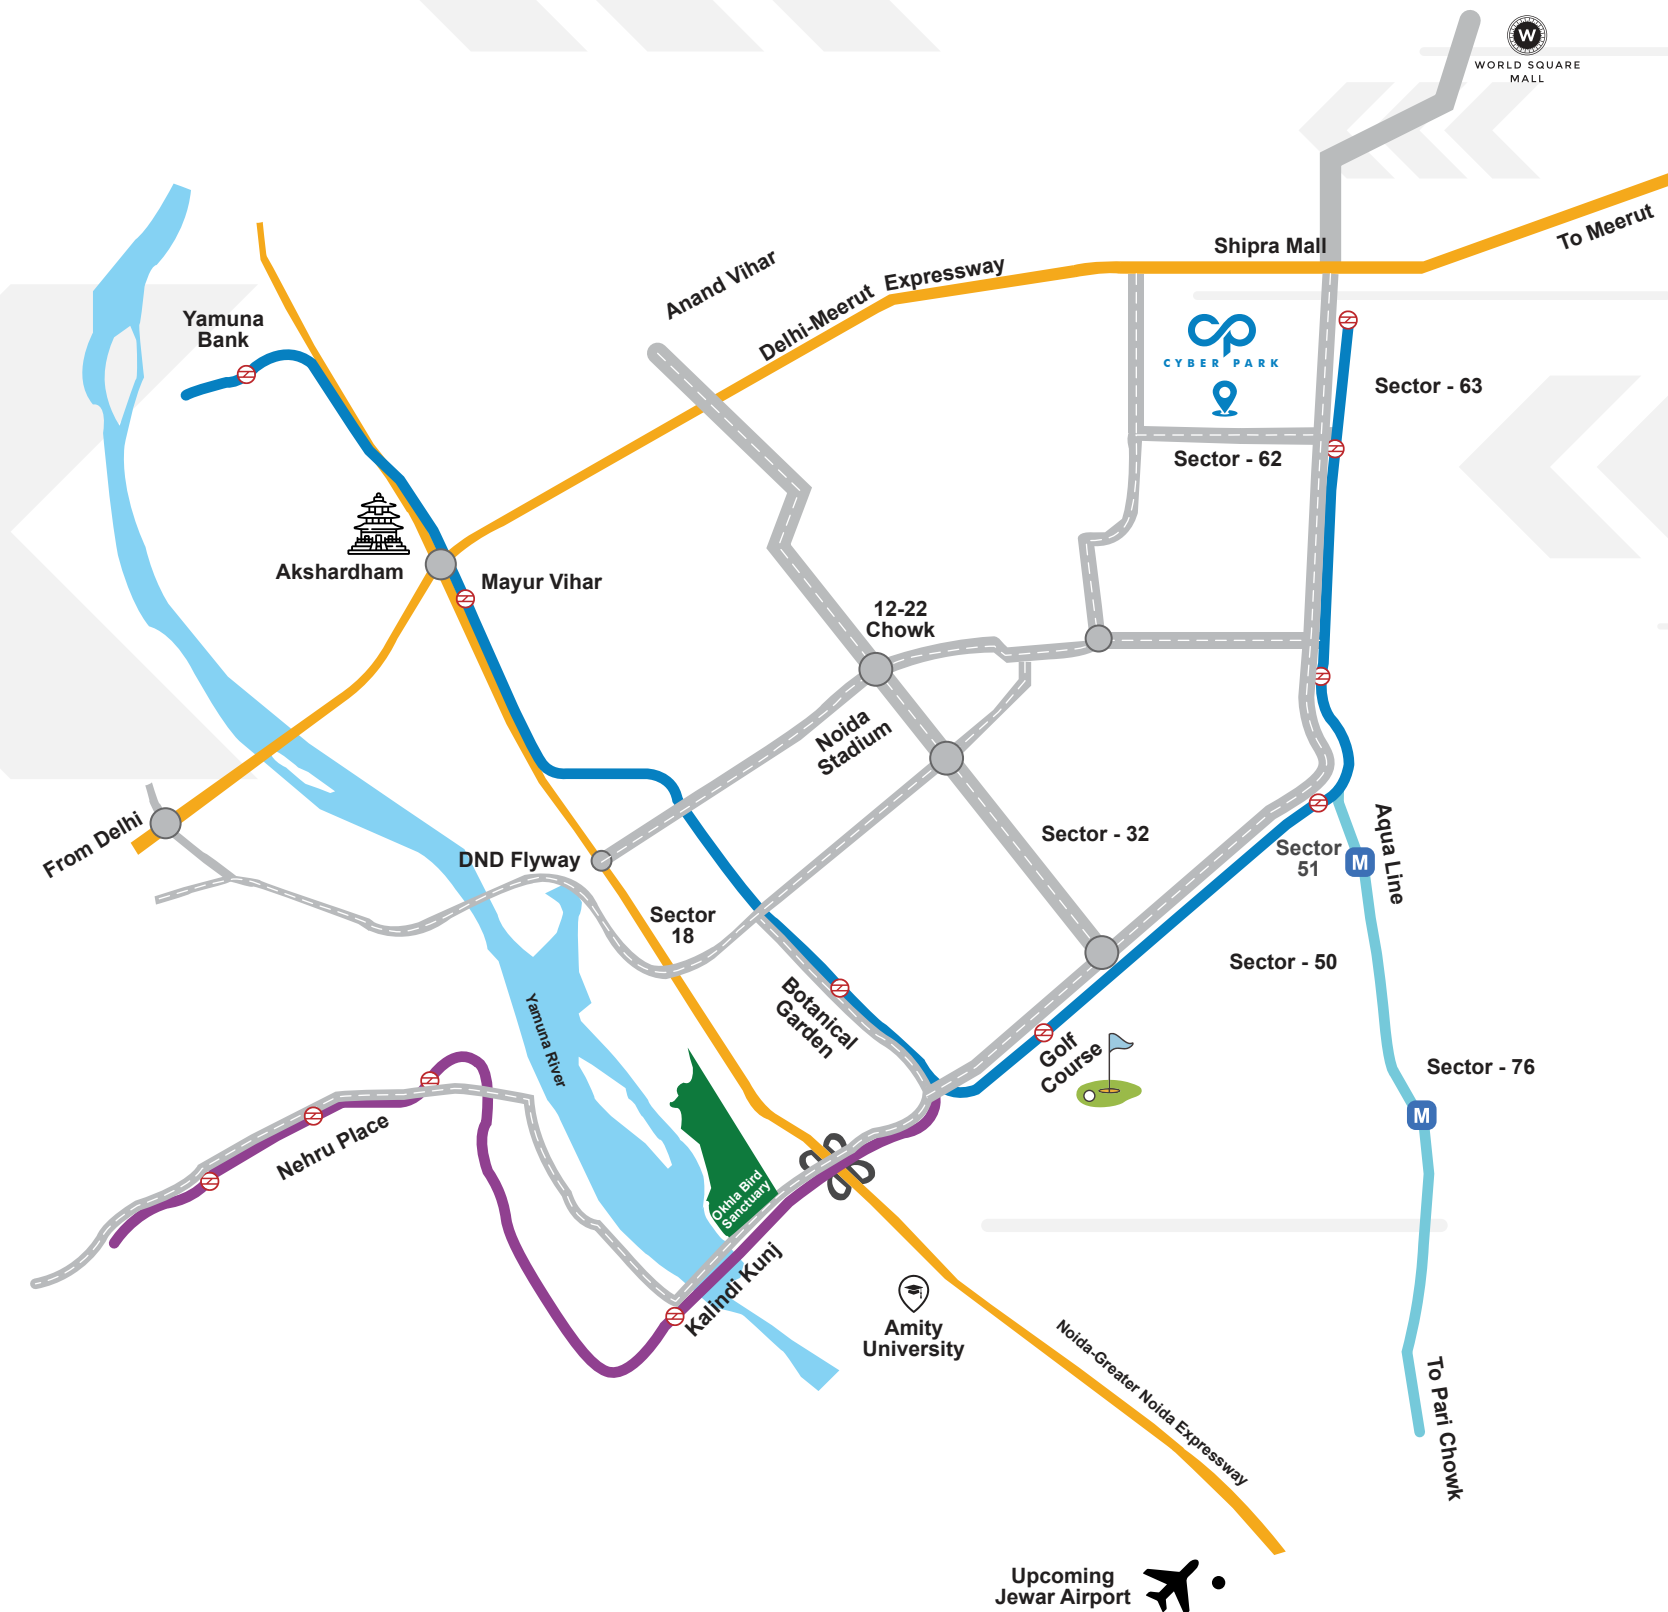 W
WORLD SQUARE
MALL
Shipra Mall
To Meerut
Anand Vihar
Delhi-Meerut Expressway
Yamuna
Bank
CYBER PARK
Sector - 63
Sector - 62
Akshardham
Mayur Vihar
12-22
Chowk
Noida
Stadium
From Delhi
DND Flyway
Sector - 32
Sector
51
M
Aqua Line
Sector
18
Sector - 50
Botanical
Garden
Yamuna River
Golf
Course
Sector - 76
M
Nehru Place
Okhla Bird
Sanctuary
Kalindi Kunj
Amity
University
Noida-Greater Noida Expressway
To Pari Chowk
Upcoming
Jewar Airport